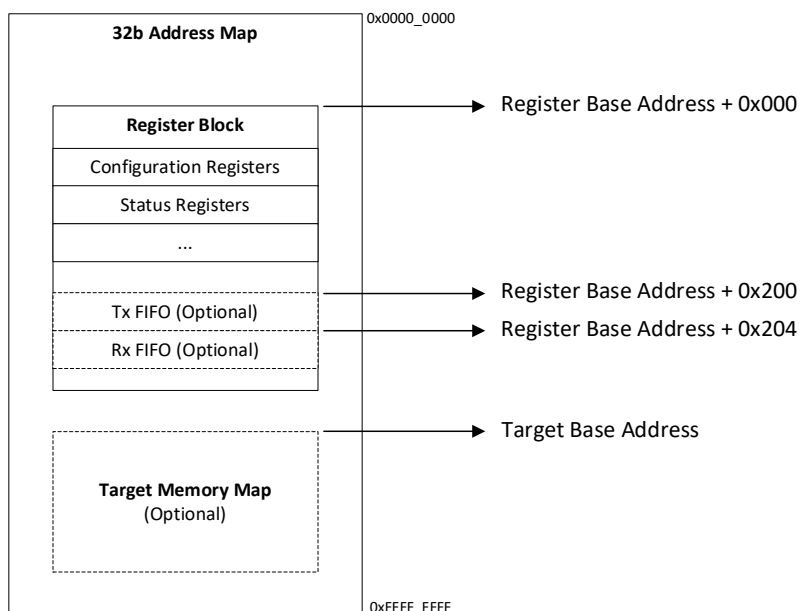 0x0000_0000
32b Address Map
Register Base Address + 0x000
Register Block
Configuration Registers
Status Registers
...
Register Base Address + 0x200
Tx FIFO (Optional)
Register Base Address + 0x204
Rx FIFO (Optional)
Target Base Address
Target Memory Map
(Optional)
0xFFFF_FFFF